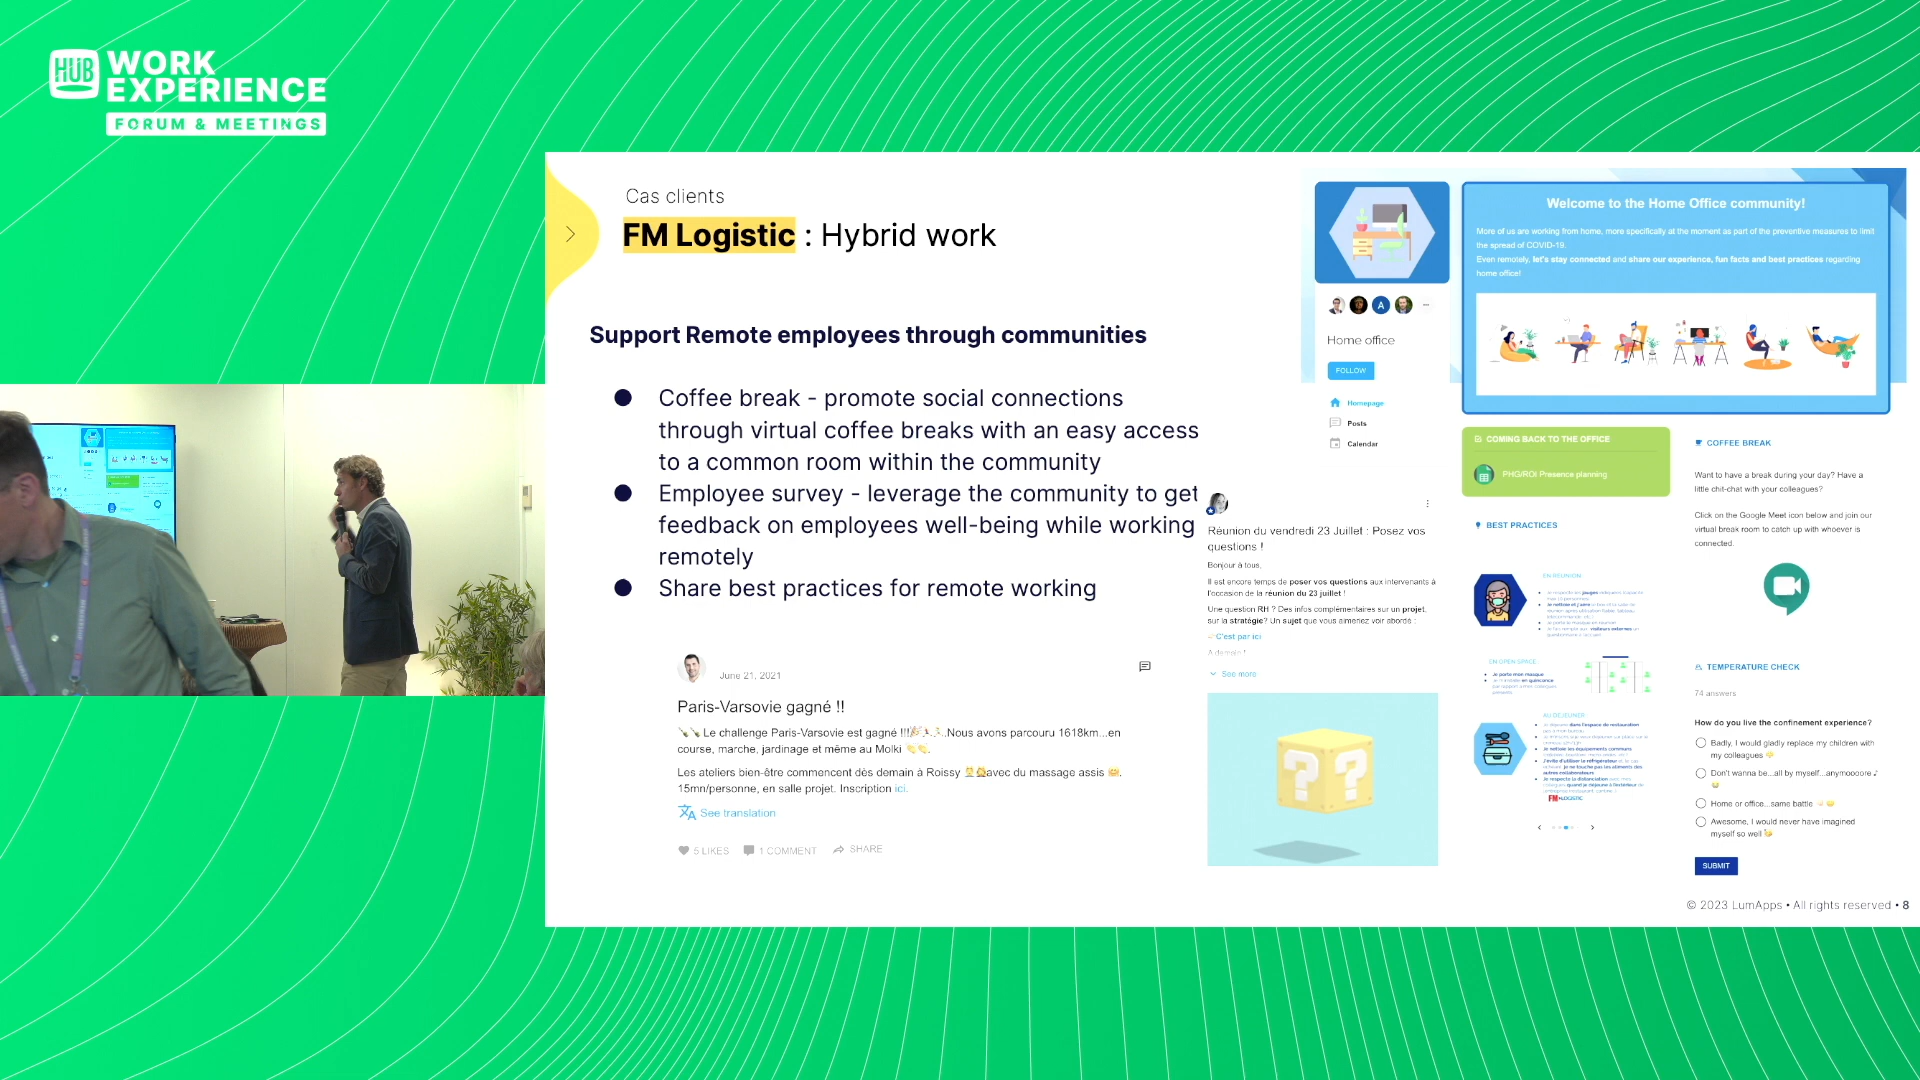 HUB
WORK
EXPERIENCE
FORUM & MEETINGS
Cas clients
FM Logistic : Hybrid work
Support Remote employees through communities
● Coffee break - promote social connections
through virtual coffee breaks with an easy access
to a common room within the community
● Employee survey - leverage the community to get
feedback on employees well-being while working
remotely
● Share best practices for remote working
June 21, 2021
Paris-Varsovie gagné !!
Le challenge Paris-Varsovie est gagné !!! Nous avons parcouru 1618km...en
course, marche, jardinage et même au Molki
Les ateliers bien-être commencent dès demain à Roissy avec du massage assis
15mn/personne, en salle projet. Inscription ici.
See translation
5 LIKES 1 COMMENT SHARE
Réunion du vendredi 23 Juillet : Posez vos
questions !
Bonjour à tous,
Il est encore temps de poser vos questions aux intervenants à
l'occasion de la réunion du 23 juillet !
Une question RH ? Des infos complémentaires sur un projet,
sur la stratégie? Un sujet que vous aimeriez voir abordé :
C'est par ici
A demain !
See more
? ?
A
Home office
FOLLOW
Homepage
Posts
Calendar
Welcome to the Home Office community!
More of us are working from home, more specifically at the moment as part of the preventive measures to limit
the spread of COVID-19.
Even remotely, let's stay connected and share our experience, fun facts and best practices regarding
home office!
COMING BACK TO THE OFFICE
PHG/ROI Presence planning
BEST PRACTICES
EN REUNION
EN OPEN SPACE
Je porte mon masque
AU DEJEUNER
FM LOGISTIC
COFFEE BREAK
Want to have a break during your day? Have a
little chit-chat with your colleagues?
Click on the Google Meet icon below and join our
virtual break room to catch up with whoever is
connected.
TEMPERATURE CHECK
74 answers
How do you live the confinement experience?
Badly, I would gladly replace my children with
my colleagues
Don't wanna be...all by myself...anymoooore
Home or office...same battle
Awesome, I would never have imagined
myself so well
SUBMIT
© 2023 LumApps • All rights reserved • 8